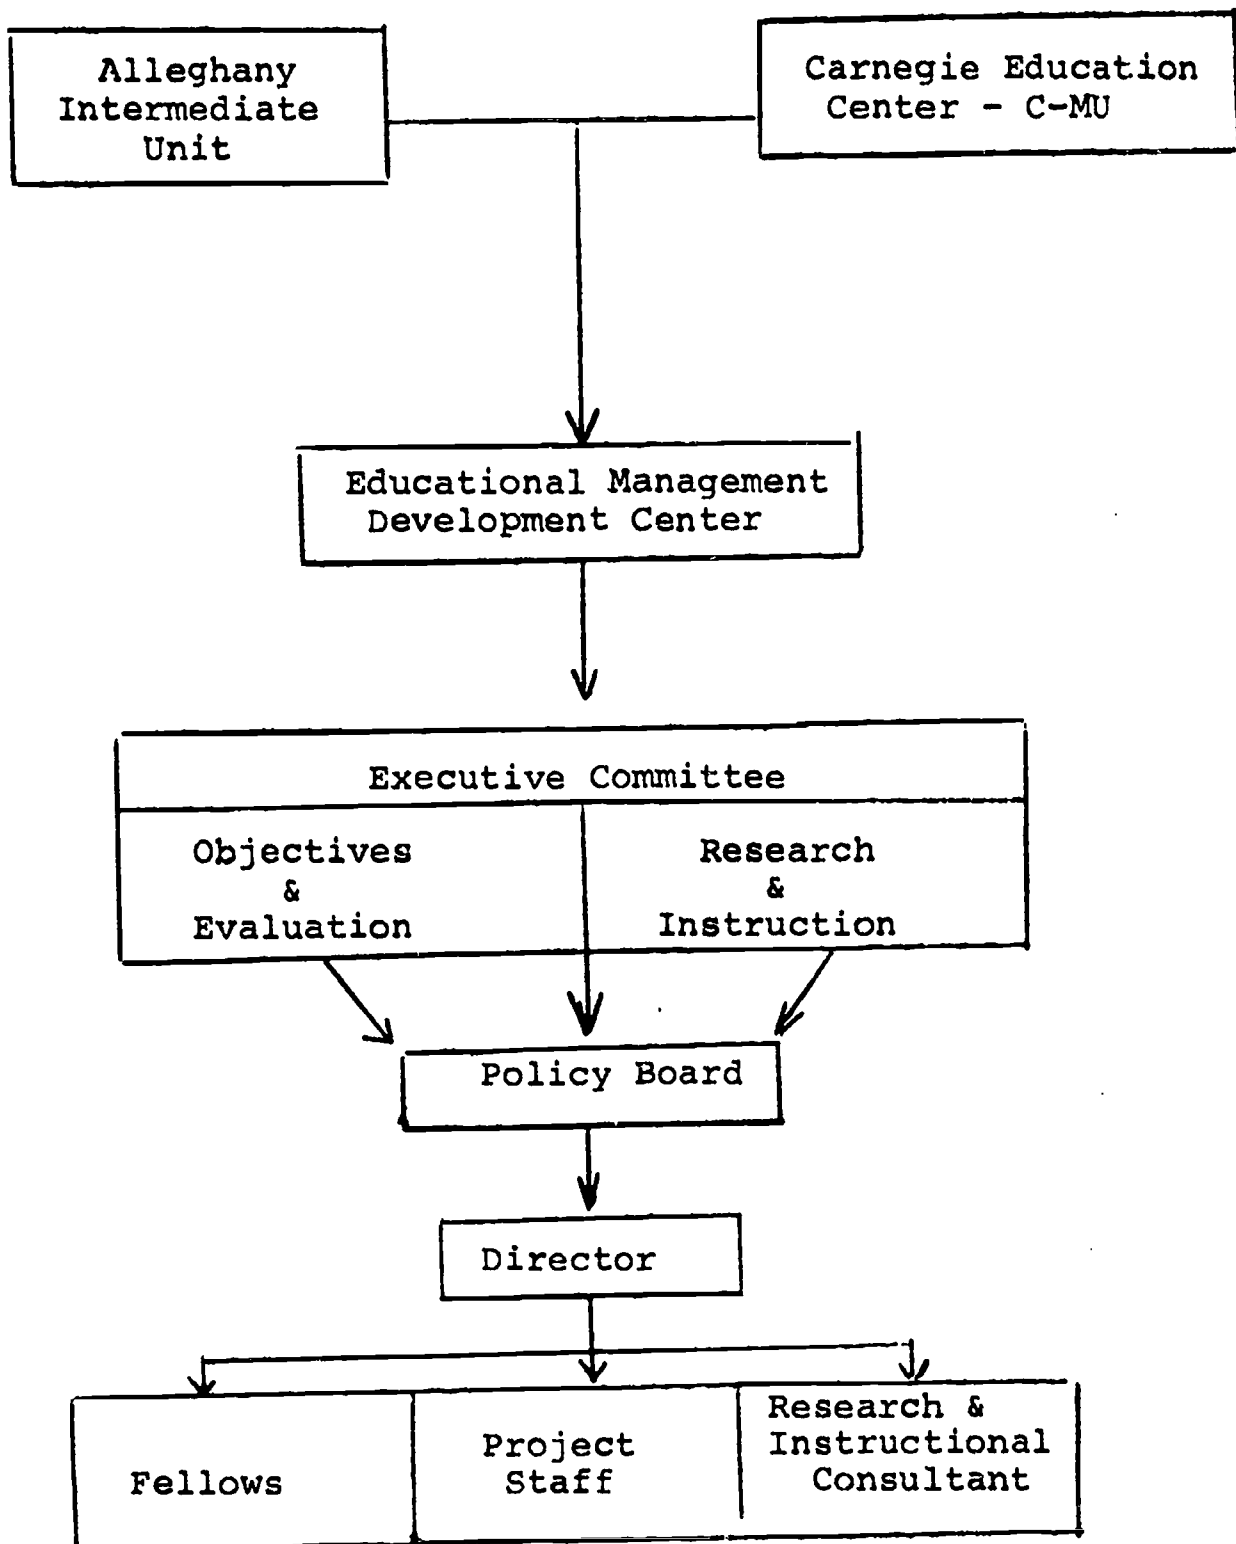 Alleghany
Intermediate
Unit
Carnegie Education
Center - C-MU
Educational Management
Development Center
Executive Committee
Objectives
&
Evaluation
Research
&
Instruction
Policy Board
Director
Fellows
Project
Staff
Research &
Instructional
Consultant